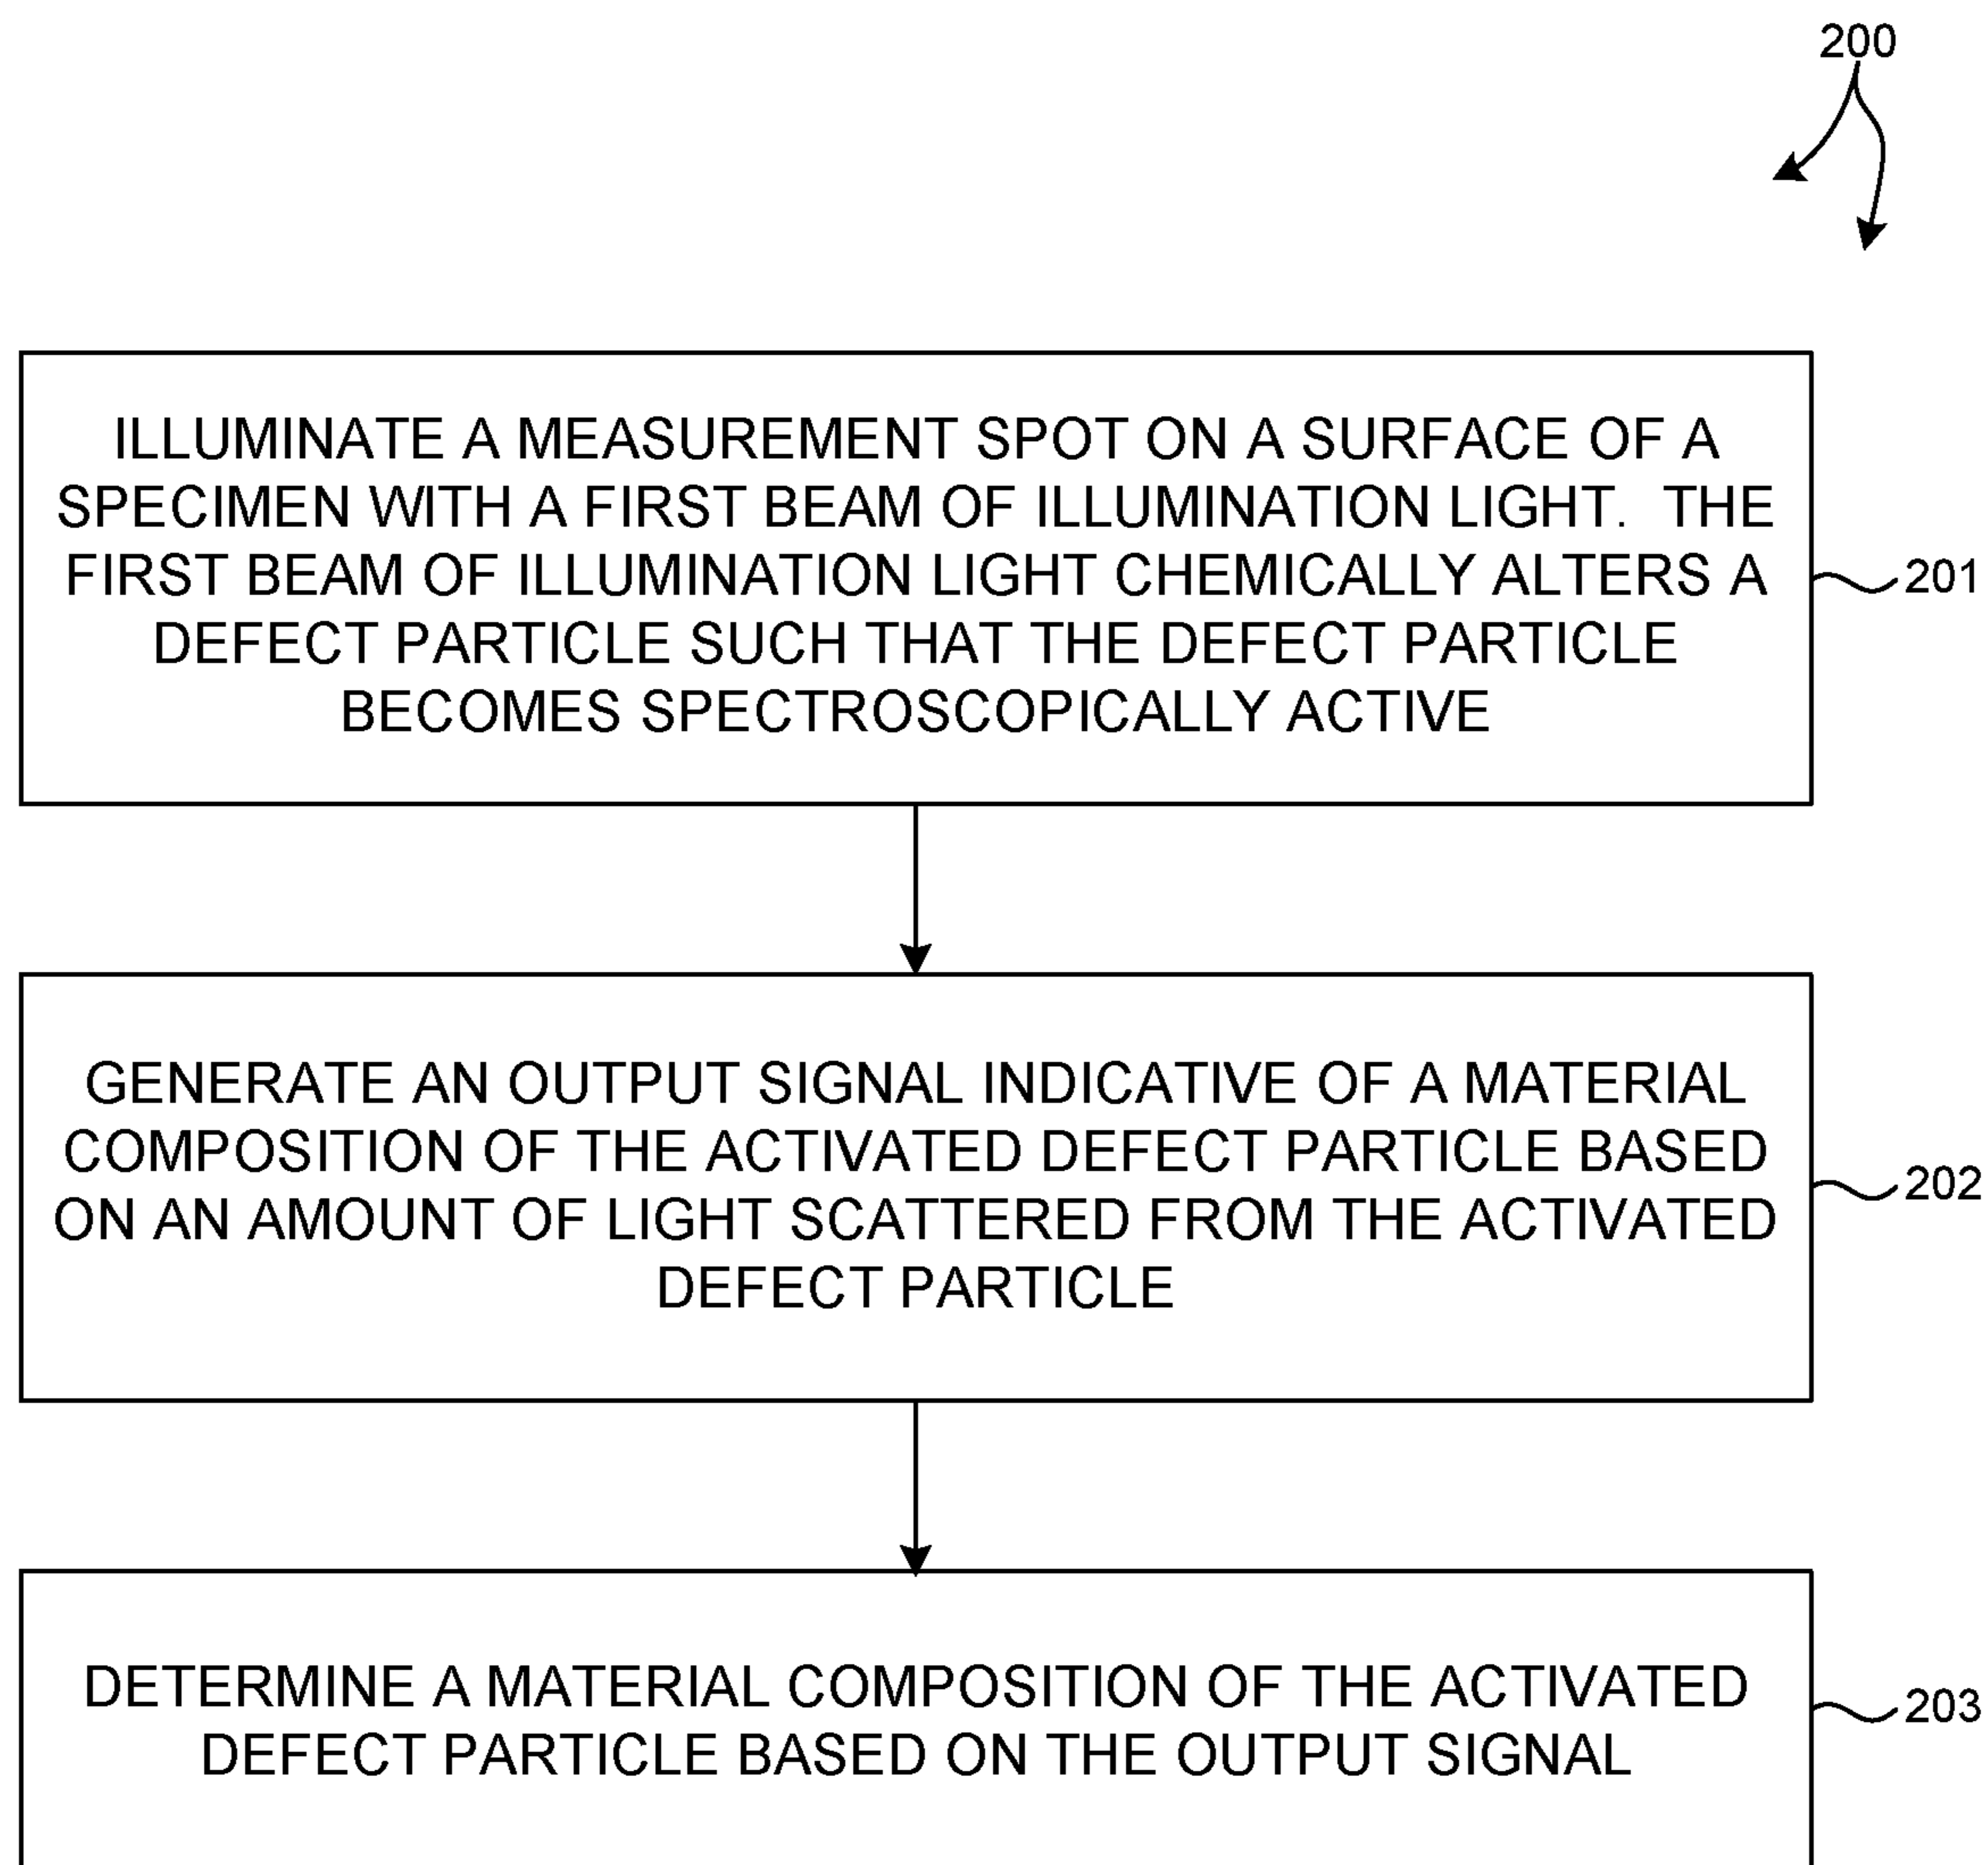 200
ILLUMINATE A MEASUREMENT SPOT ON A SURFACE OF A
SPECIMEN WITH A FIRST BEAM OF ILLUMINATION LIGHT. THE
FIRST BEAM OF ILLUMINATION LIGHT CHEMICALLY ALTERS A
DEFECT PARTICLE SUCH THAT THE DEFECT PARTICLE
BECOMES SPECTROSCOPICALLY ACTIVE
201
GENERATE AN OUTPUT SIGNAL INDICATIVE OF A MATERIAL
COMPOSITION OF THE ACTIVATED DEFECT PARTICLE BASED
ON AN AMOUNT OF LIGHT SCATTERED FROM THE ACTIVATED
DEFECT PARTICLE
202
DETERMINE A MATERIAL COMPOSITION OF THE ACTIVATED
DEFECT PARTICLE BASED ON THE OUTPUT SIGNAL
203